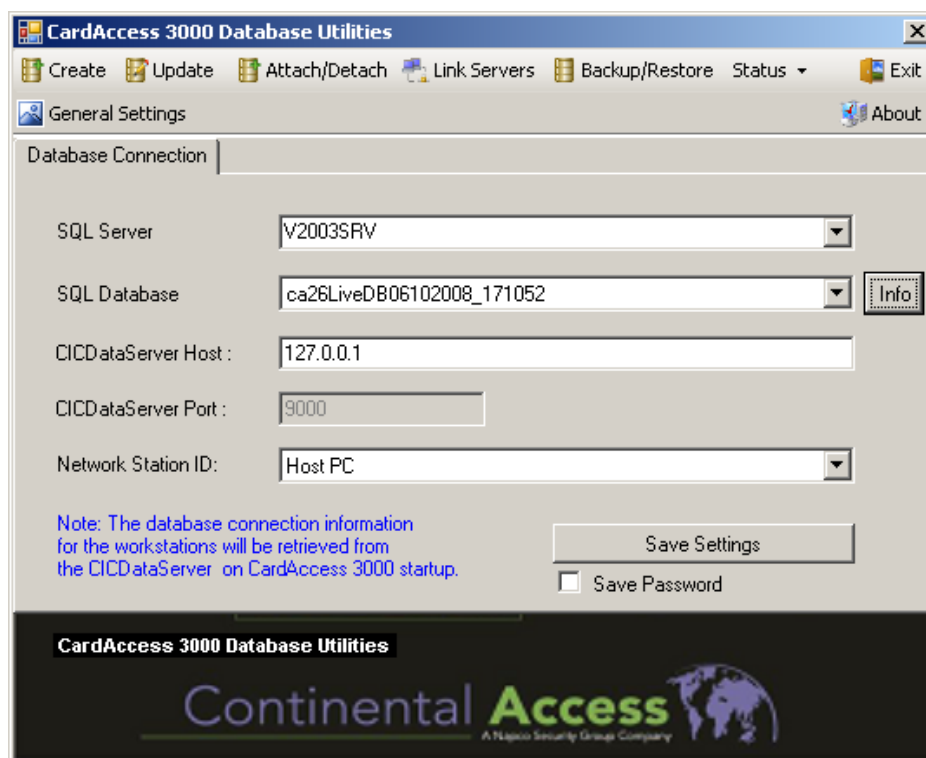 CardAccess 3000 Database Utilities
Create Update Attach/Detach Link Servers Backup/Restore Status Exit
General Settings About
Database Connection
SQL Server V2003SRV
SQL Database ca26LiveDB06102008_171052 Info
CICDataServer Host : 127.0.0.1
CICDataServer Port : 9000
Network Station ID: Host PC
Note: The database connection information
for the workstations will be retrieved from
the CICDataServer on CardAccess 3000 startup.
Save Settings
Save Password
CardAccess 3000 Database Utilities
Continental Access
A Napco Security Group Company